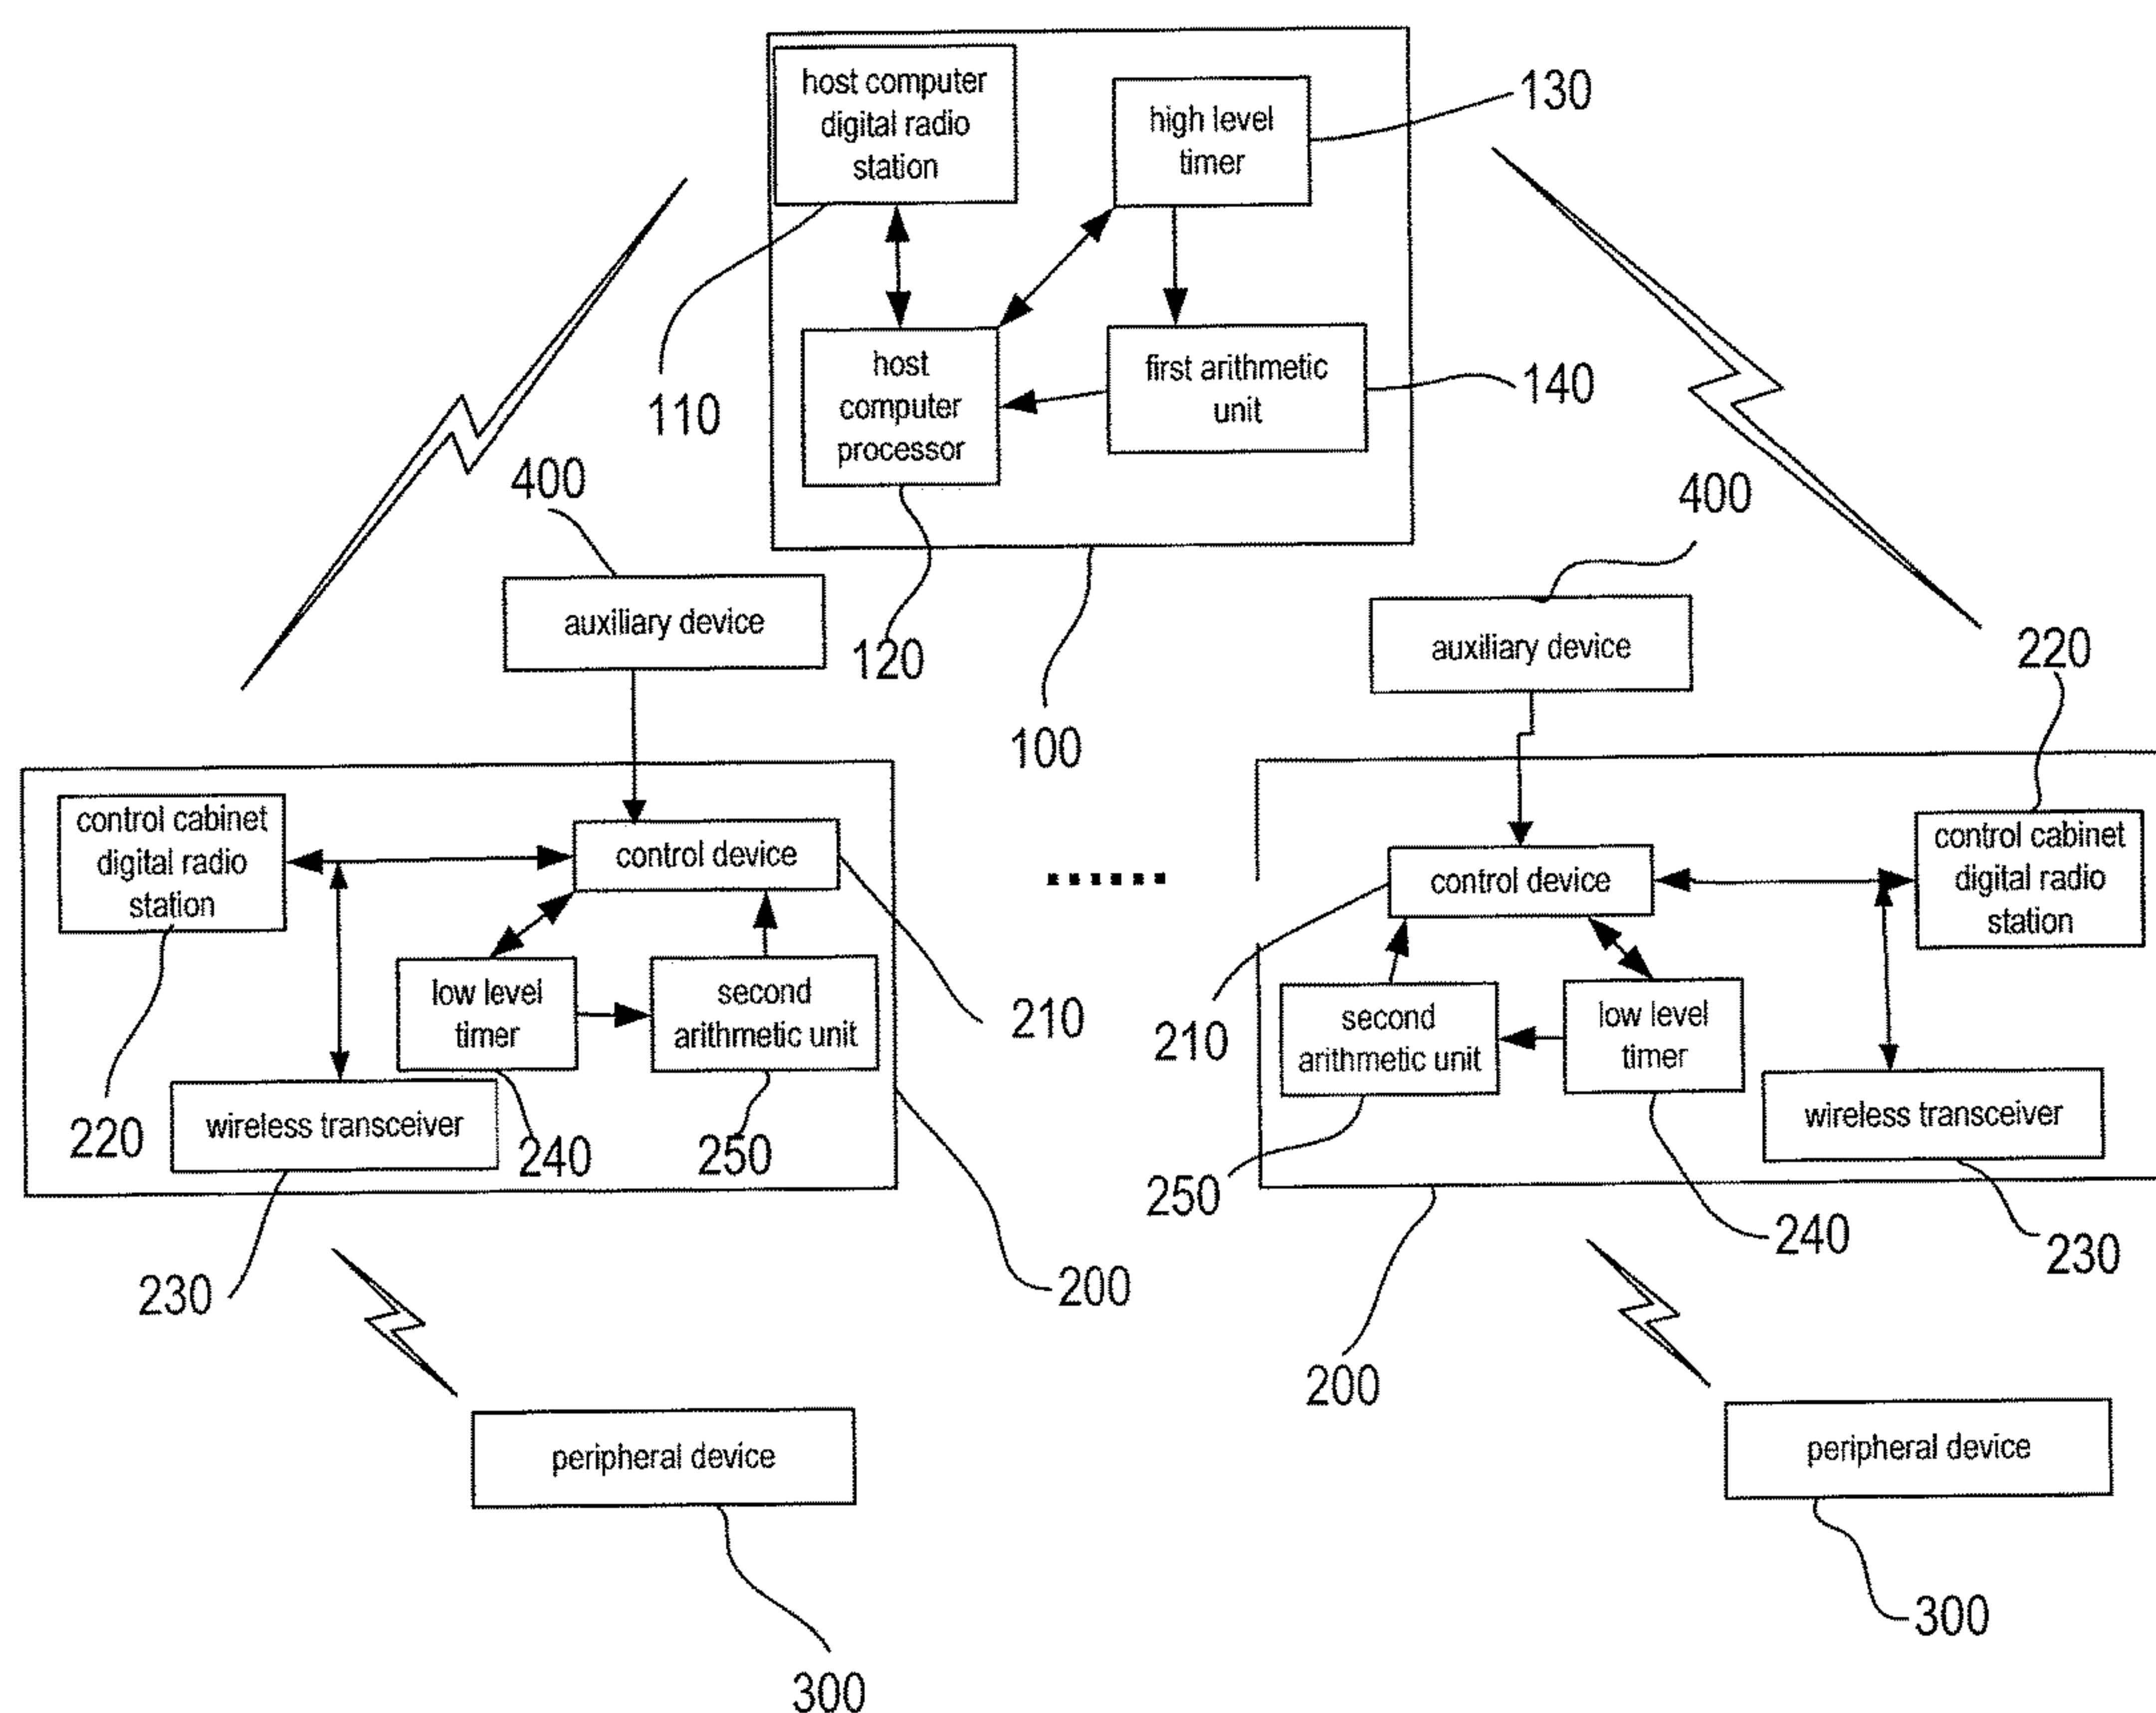 host computer
digital radio
station
high level
timer
130
host
computer
processor
first arithmetic
unit
140
110
400
400
auxiliary device
120
auxiliary device
220
100
control cabinet
digital radio
station
control device
low level
timer
second
arithmetic unit
210
220
wireless transceiver
240
250
230
200
......
control device
control cabinet
digital radio
station
210
second
arithmetic unit
low level
timer
wireless transceiver
250
240
230
200
peripheral device
300
peripheral device
300